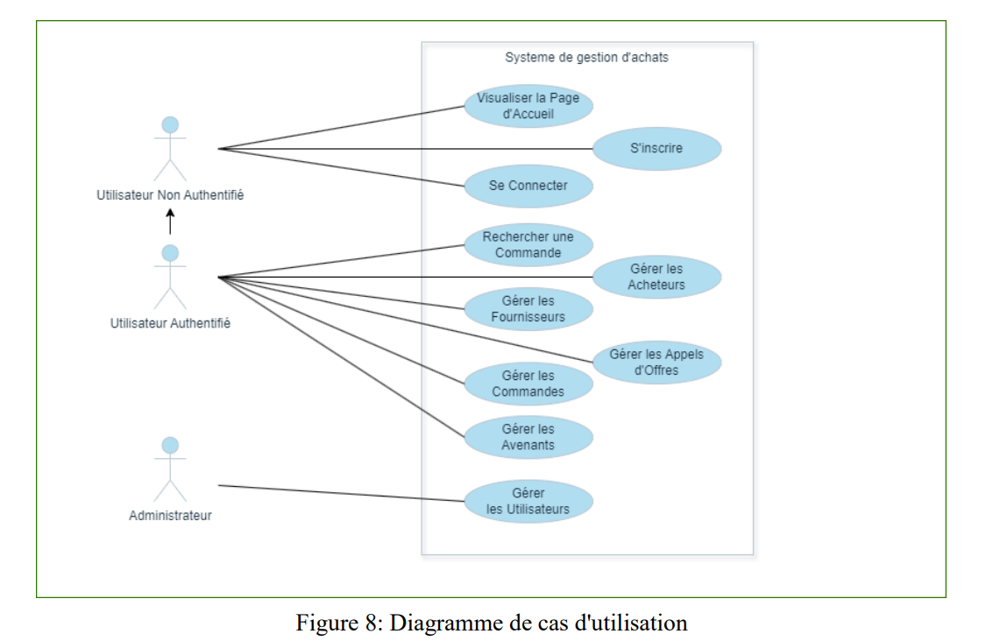 Systeme de gestion d'achats
Visualiser la Page
d'Accueil
S'inscrire
Se Connecter
Utilisateur Non Authentifié
Rechercher une
Commande
Gérer les
Acheteurs
Gérer les
Fournisseurs
Utilisateur Authentifié
Gérer les Appels
d'Offres
Gérer les
Commandes
Gérer les
Avenants
Gérer
les Utilisateurs
Administrateur
Figure 8: Diagramme de cas d'utilisation